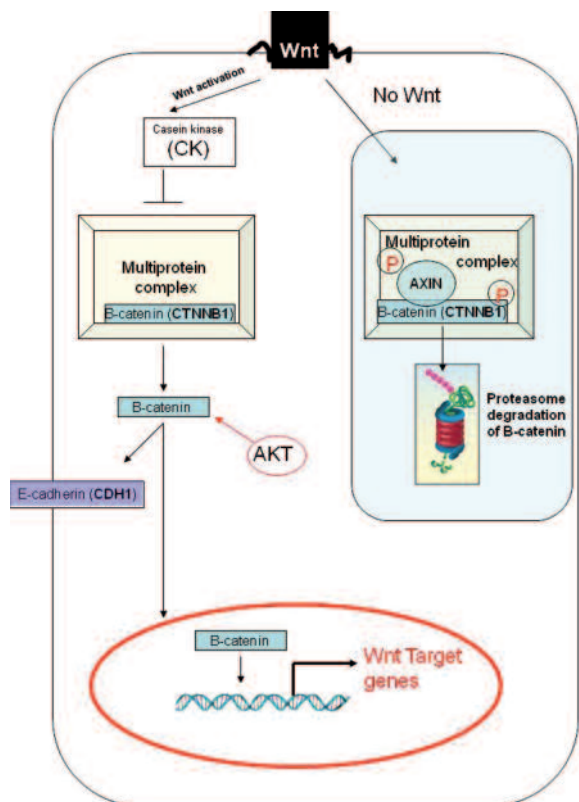 Wnt
Wnt activation
No Wnt
Casein kinase
(CK)
Multiprotein
complex
B-catenin (CTNNB1)
Multiprotein
complex
P
AXIN
P
B-catenin (CTNNB1)
Proteasome
degradation
of B-catenin
B-catenin
AKT
E-cadherin (CDH1)
B-catenin
Wnt Target
genes